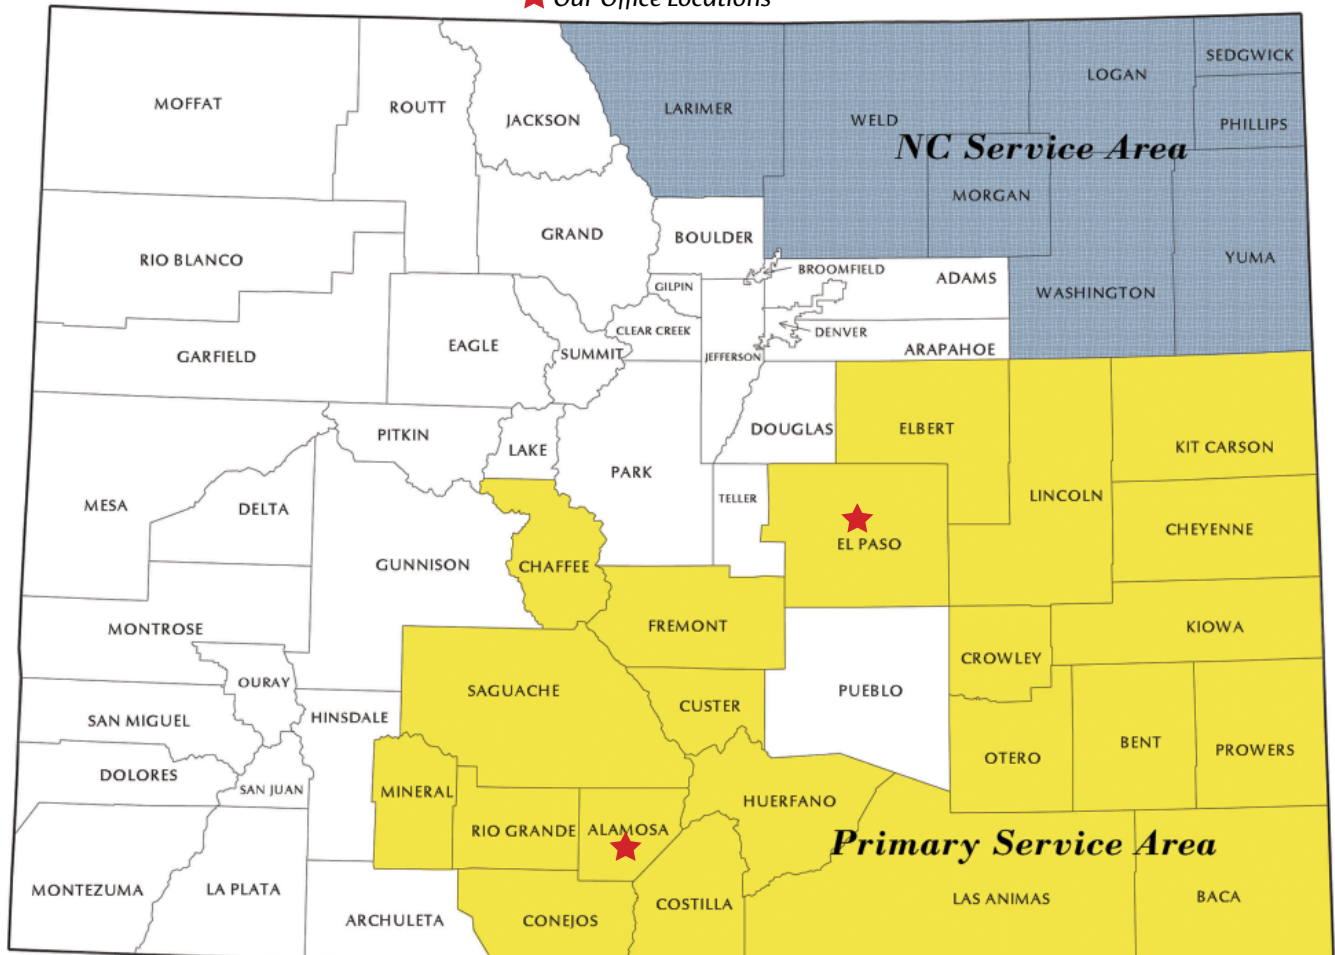 Our Office Locations
SEDGWICK
LOGAN
MOFFAT
ROUTT
LARIMER
JACKSON
WELD
PHILLIPS
NC Service Area
MORGAN
GRAND
BOULDER
RIO BLANCO
YUMA
BROOMFIELD
ADAMS
GILPIN
WASHINGTON
CLEAR CREEK
DENVER
EAGLE
SUMMIT
JEFFERSON
ARAPAHOE
GARFIELD
PITKIN
LAKE
DOUGLAS
ELBERT
KIT CARSON
PARK
TELLER
LINCOLN
MESA
DELTA
CHEYENNE
EL PASO
GUNNISON
CHAFFEE
MONTROSE
FREMONT
KIOWA
CROWLEY
OURAY
SAGUACHE
PUEBLO
CUSTER
SAN MIGUEL
HINSDALE
BENT
PROWERS
OTERO
DOLORES
SAN JUAN
MINERAL
HUERFANO
RIO GRANDE
ALAMOSA
Primary Service Area
MONTEZUMA
LA PLATA
LAS ANIMAS
BACA
COSTILLA
ARCHULETA
CONEJOS